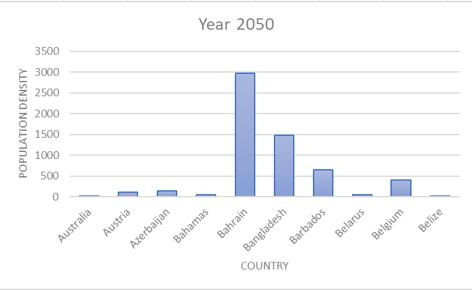 Year 2050
POPULATION DENSITY
3500
3000
2500
2000
1500
1000
500
0
Australia
Austria
Azerbaijan
Bahamas
Bahrain
Bangladesh
Barbados
Belarus
Belgium
Belize
COUNTRY